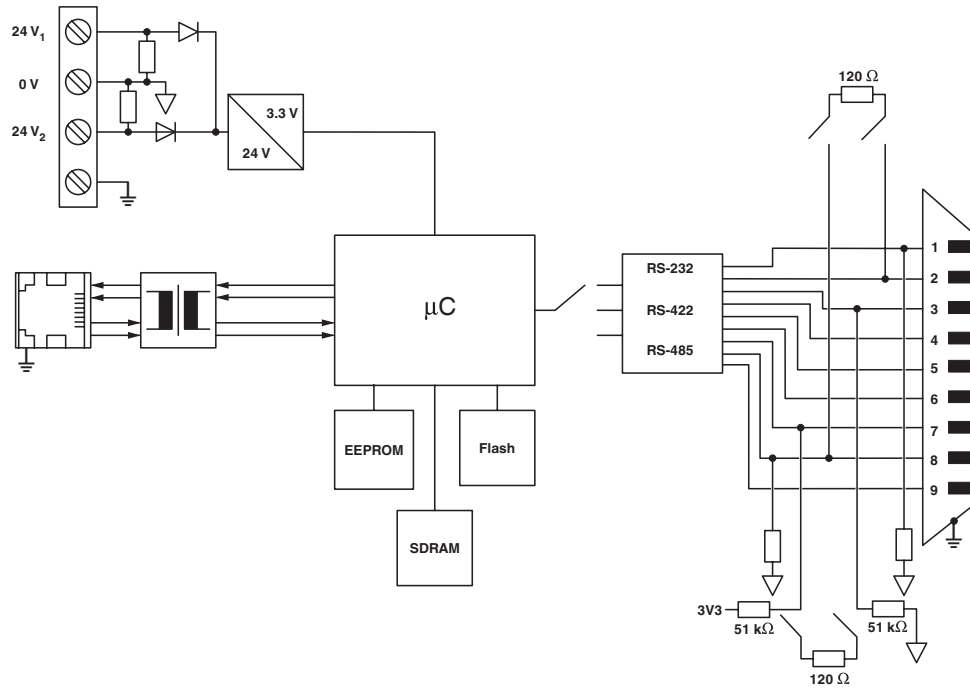 24 V1
0 V
24 V2
3.3 V
24 V
120 Ω
µC
RS-232
RS-422
RS-485
1
2
3
4
5
6
7
8
9
EEPROM
Flash
SDRAM
3V3
51 kΩ
51 kΩ
120 Ω